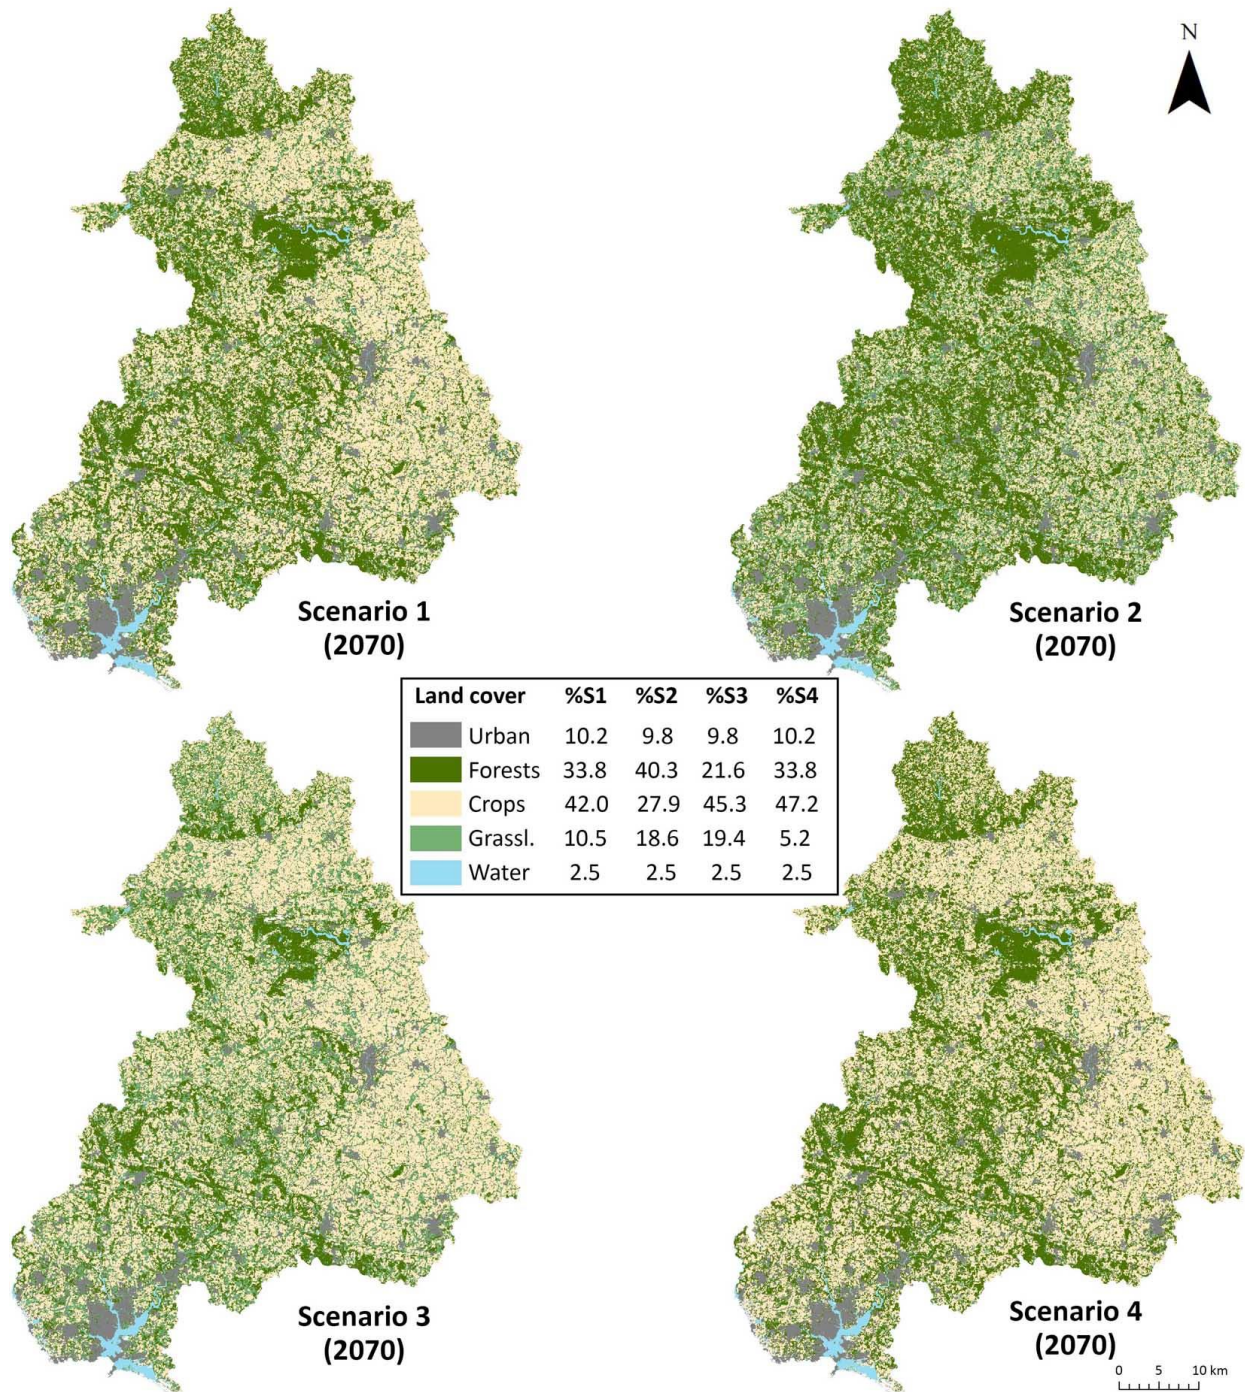 N
Scenario 1
(2070)
Scenario 2
(2070)
Land cover %S1 %S2 %S3 %S4
Urban 10.2 9.8 9.8 10.2
Forests 33.8 40.3 21.6 33.8
Crops 42.0 27.9 45.3 47.2
Grassl. 10.5 18.6 19.4 5.2
Water 2.5 2.5 2.5 2.5
Scenario 3
(2070)
Scenario 4
(2070)
0 5 10 km